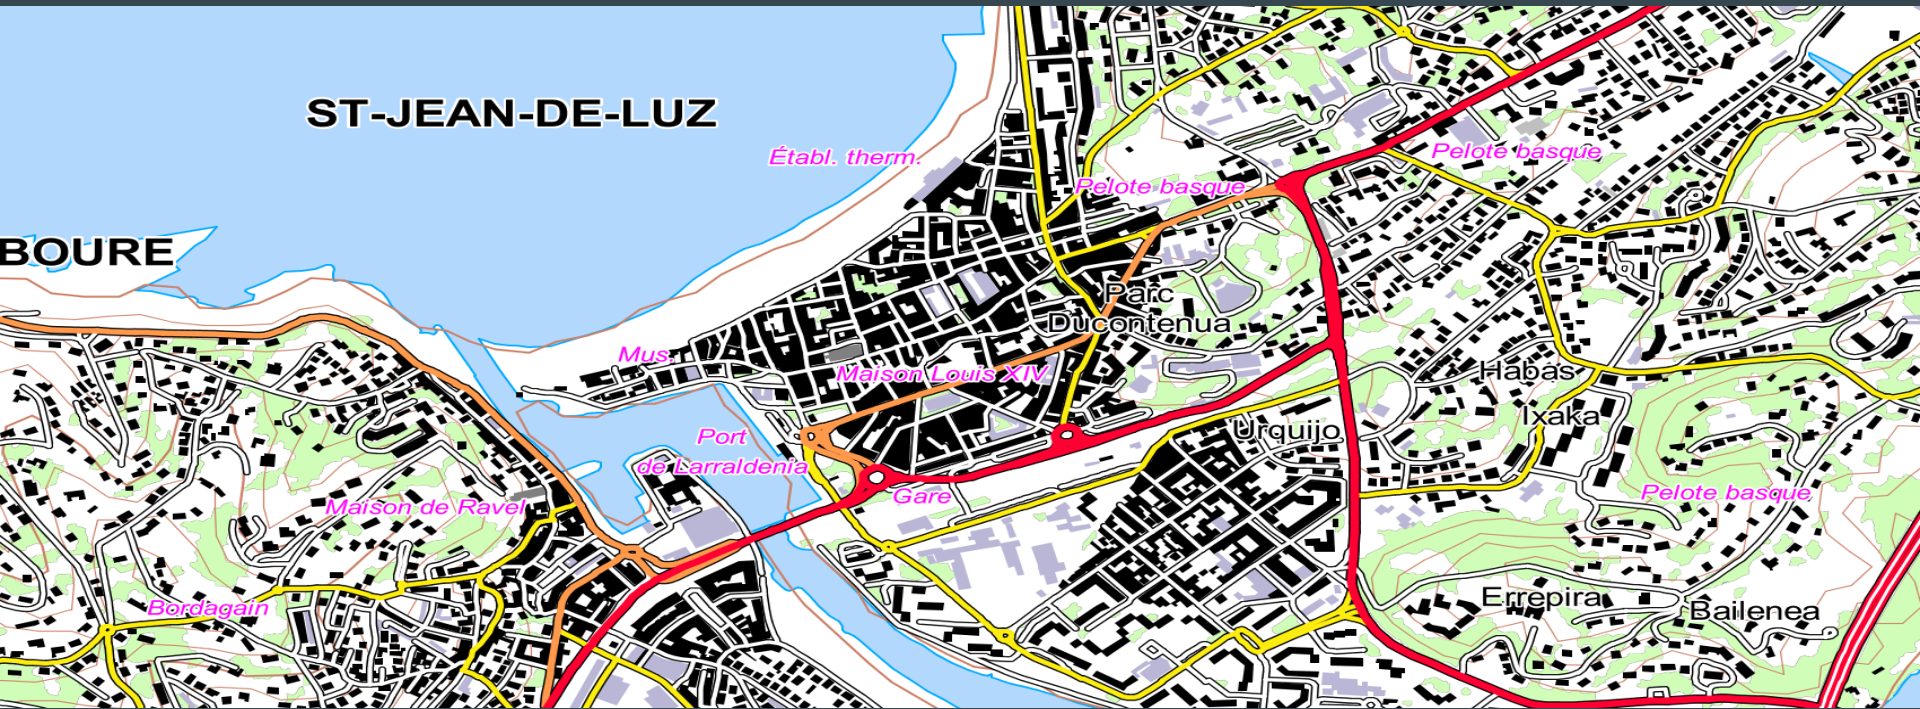 ST-JEAN-DE-LUZ
Établ. therm.
Pelote basque
Pelote basque
BOURE
Parc
Ducontenua
Mus.
Maison Louis XIV
Habas
Ixaka
Urquijo
Port
de Larraldenia
Gare
Pelote basque
Maison de Ravel
Bordagain
Errepira
Bailenea